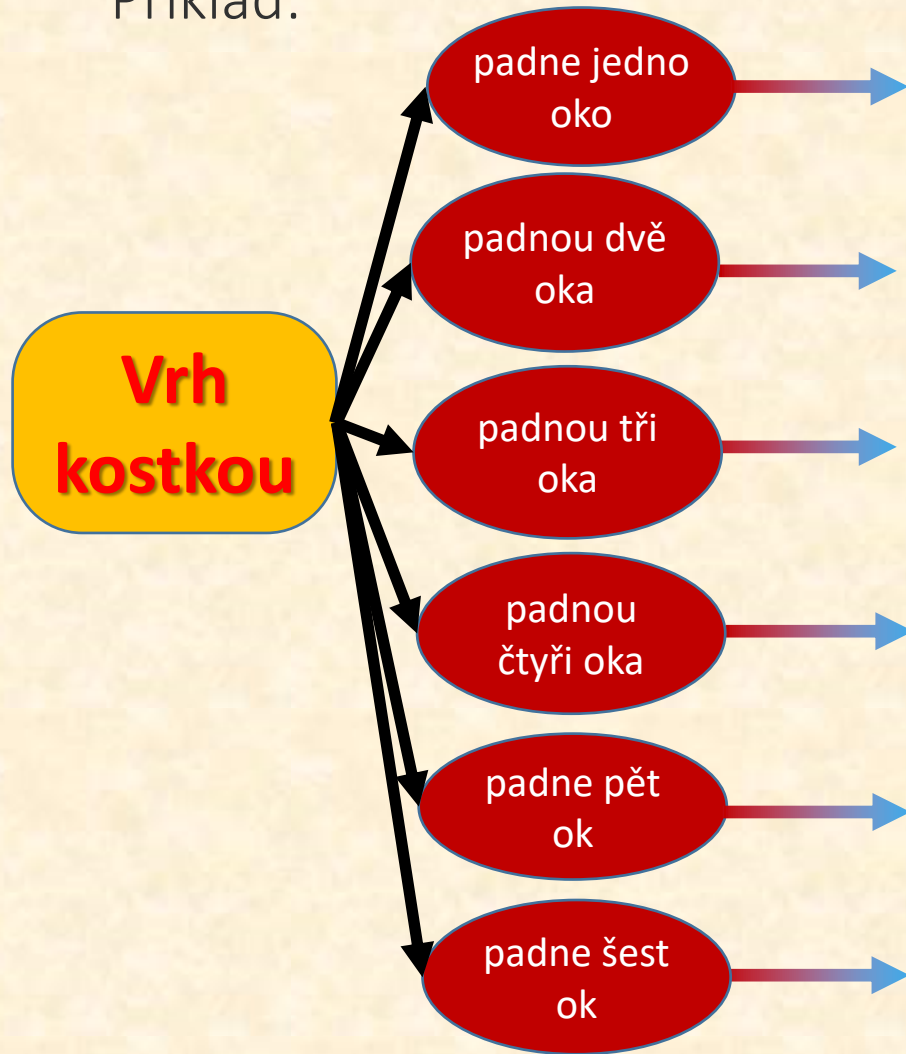 Příklad:
padne jedno
oko
padnou dvě
oka
Vrh
kostkou
padnou tři
oka
padnou
čtyři oka
padne pět
ok
padne šest
ok